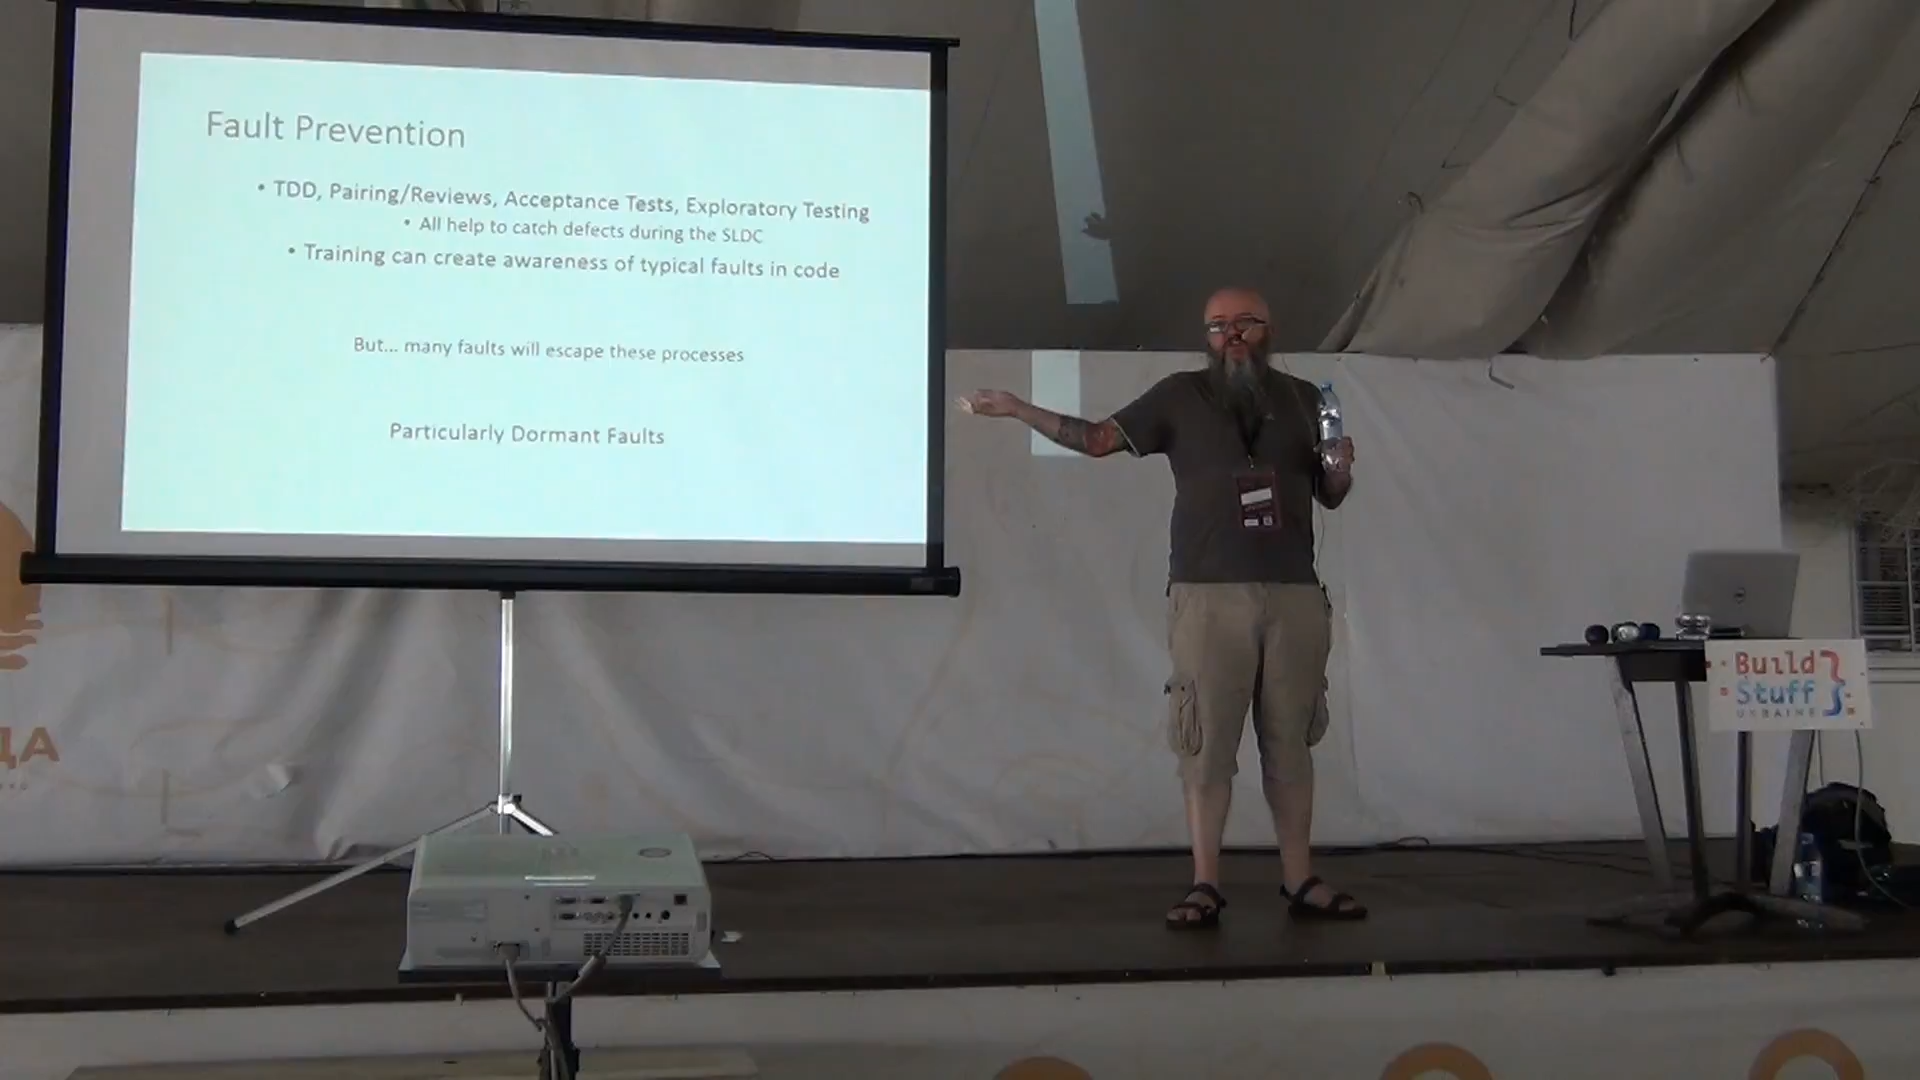 Fault Prevention
• TDD, Pairing/Reviews, Acceptance Tests, Exploratory Testing
• All help to catch defects during the SLDC
• Training can create awareness of typical faults in code
But... many faults will escape these processes
Particularly Dormant Faults
Build
Stuff
UKRAINE
ДА